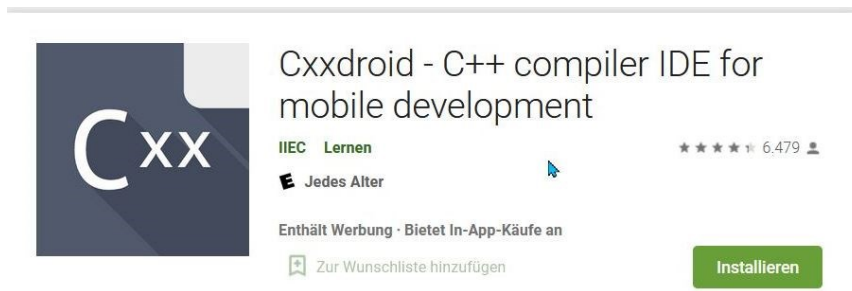 Cxx
Cxxdroid - C++ compiler IDE for
mobile development
IIEC Lernen
6.479
E Jedes Alter
Enthält Werbung · Bietet In-App-Käufe an
Zur Wunschliste hinzufügen
Installieren